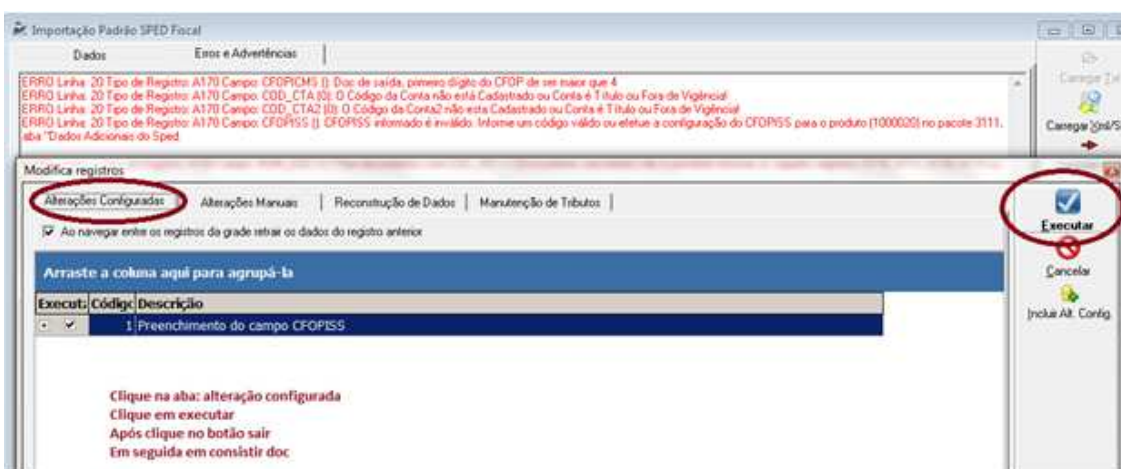 Importação Padrão SPED Fiscal
Dados
Erros e Advertências
ERRO Linha: 20 Tipo de Registro: A170 Campo: CFOPICMS (): Doc de saída, primeiro dígito do CFOP de ser maior que 4
ERRO Linha: 20 Tipo de Registro: A170 Campo: COD_CTA (0): O Código da Conta não está Cadastrado ou Conta é Título ou Fora de Vigência!
ERRO Linha: 20 Tipo de Registro: A170 Campo: COD_CTA2 (0): O Código da Conta2 não esta Cadastrado ou Conta é Título ou Fora de Vigência!
ERRO Linha: 20 Tipo de Registro: A170 Campo: CFOPISS (): CFOPISS informado é inválido. Informe um código válido ou efetue a configuração do CFOPISS para o produto (1000020) no pacote 3111,
aba "Dados Adicionais do Sped
Carregar
Carregar Xml/S
Modifica registros
Alterações Configuradas
Alterações Manuais
Reconstrução de Dados
Manutenção de Tributos
Ao navegar entre os registros da grade retrair os dados do registro anterior
Executar
Cancelar
Incluir Alt. Config.
Arraste a coluna aqui para agrupá-la
Execut Códig Descrição
1 Preenchimento do campo CFOPISS
Clique na aba: alteração configurada
Clique em executar
Após clique no botão sair
Em seguida em consistir doc